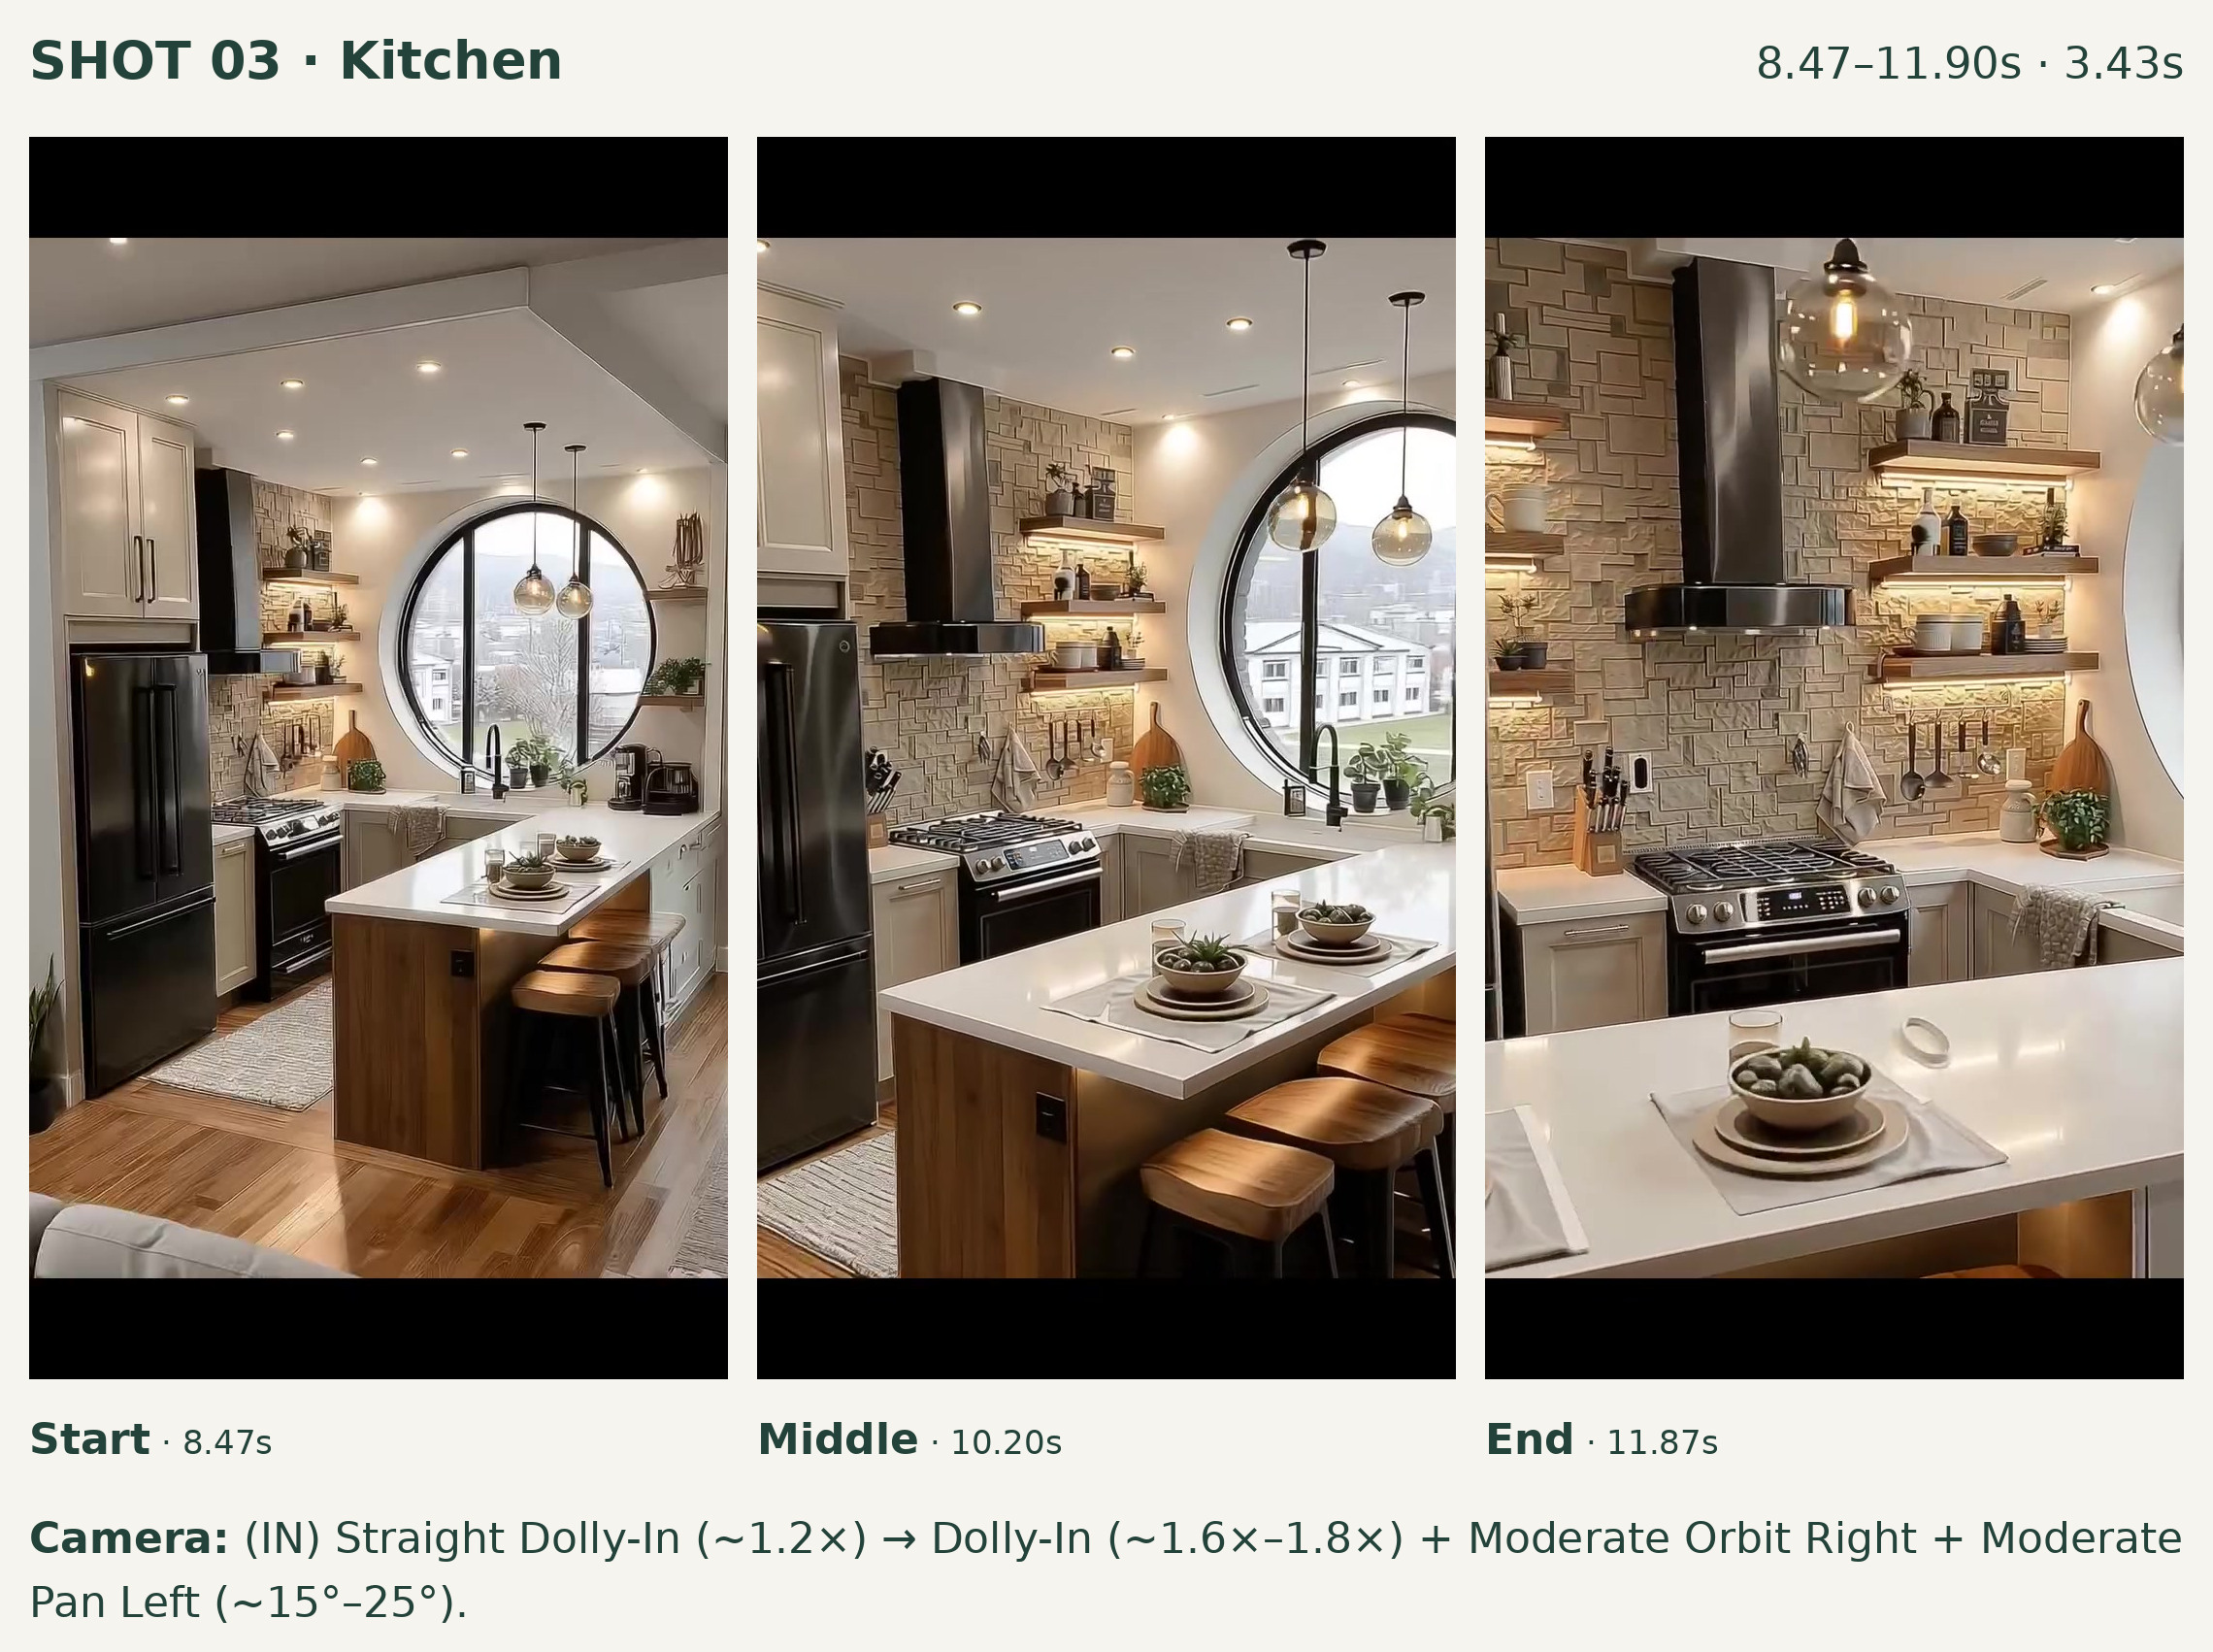 SHOT 03 · Kitchen
8.47–11.90s · 3.43s
Start · 8.47s
Middle · 10.20s
End · 11.87s
Camera: (IN) Straight Dolly-In (~1.2×) → Dolly-In (~1.6×–1.8×) + Moderate Orbit Right + Moderate
Pan Left (~15°–25°).